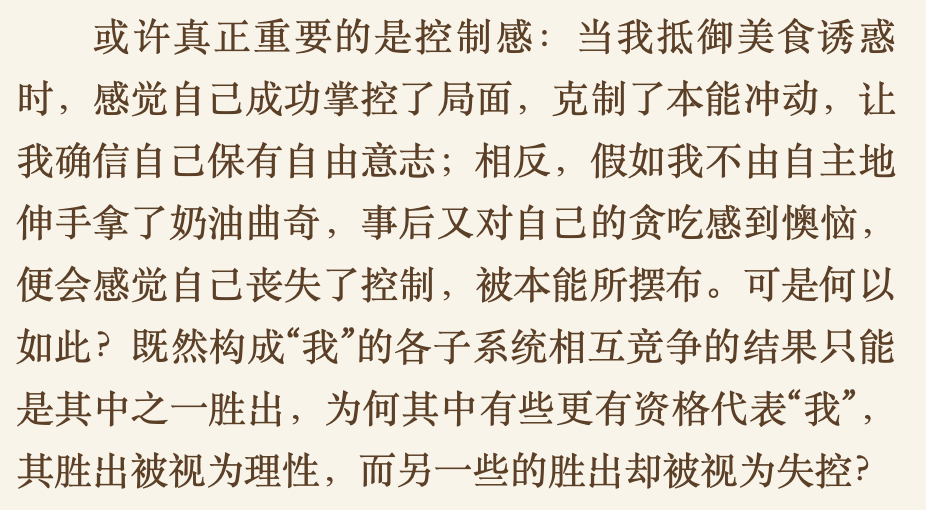 或许真正重要的是控制感：当我抵御美食诱惑
时，感觉自己成功掌控了局面，克制了本能冲动，让
我确信自己保有自由意志；相反，假如我不由自主地
伸手拿了奶油曲奇，事后又对自己的贪吃感到懊恼，
便会感觉自己丧失了控制，被本能所摆布。可是何以
如此？既然构成“我”的各子系统相互竞争的结果只能
是其中之一胜出，为何其中有些更有资格代表“我”，
其胜出被视为理性，而另一些的胜出却被视为失控？